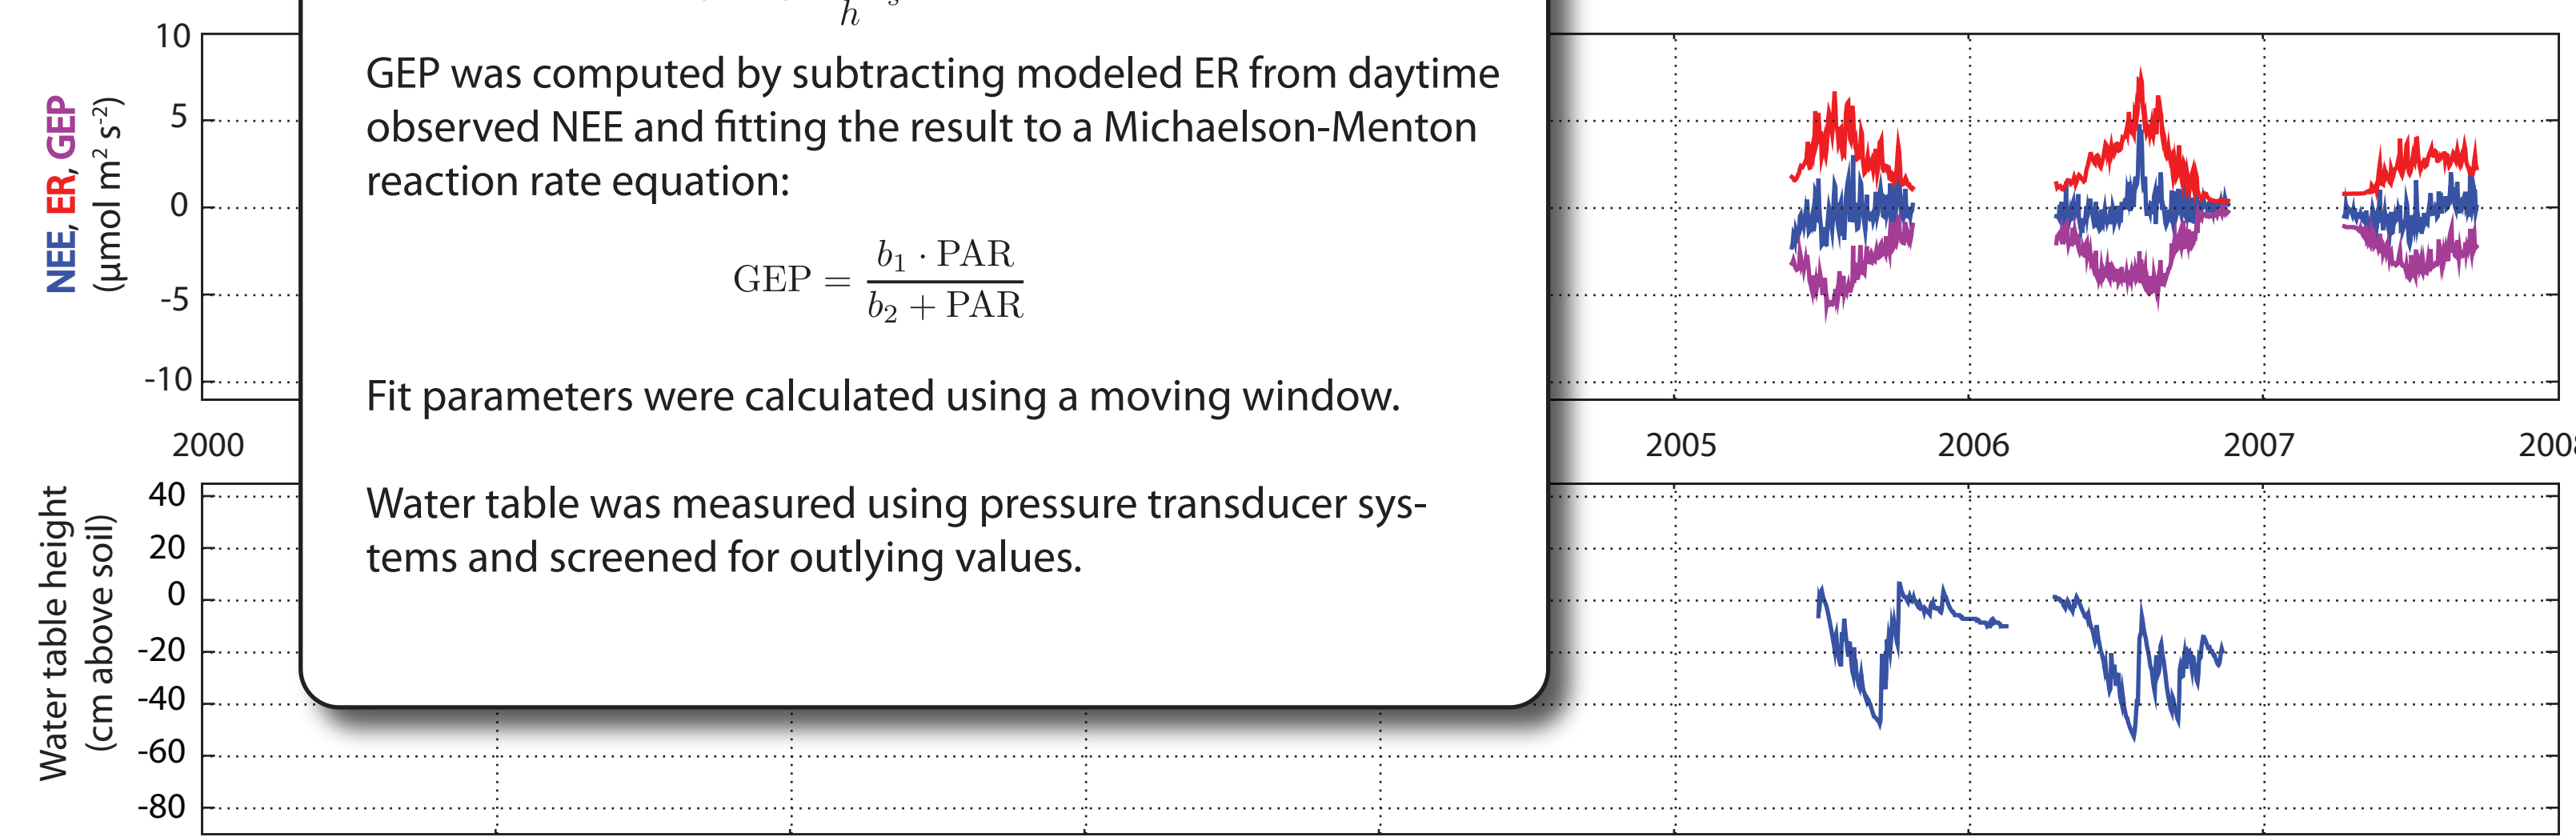 h
s
10
5
0
-5
-10
NEE, ER, GEP
(µmol m² s⁻²)
GEP was computed by subtracting modeled ER from daytime
observed NEE and fitting the result to a Michaelson-Menton
reaction rate equation:
GEP = b₁ · PAR / b₂ + PAR
Fit parameters were calculated using a moving window.
2000
2005
2006
2007
Water table was measured using pressure transducer sys-
tems and screened for outlying values.
Water table height
(cm above soil)
40
20
0
-20
-40
-60
-80